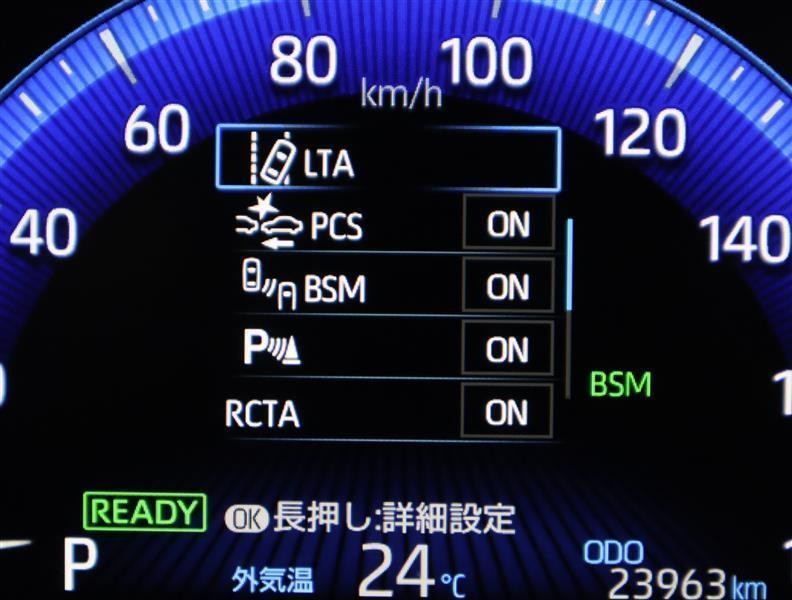 80
100
km/h
60
120
LTA
40
PCS ON
140
BSM ON
P ON
BSM
RCTA ON
READY
OK 長押し:詳細設定
P
外気温 24℃
ODO
23963km